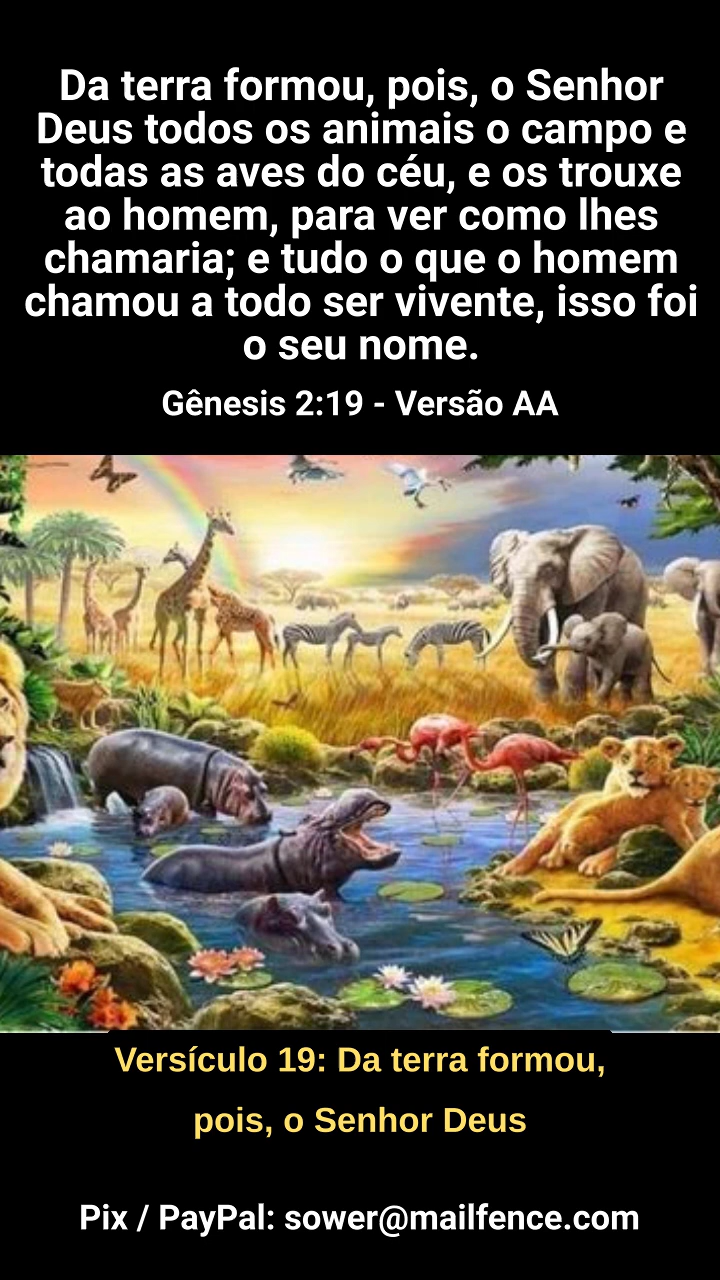 Da terra formou, pois, o Senhor
Deus todos os animais o campo e
todas as aves do céu, e os trouxe
ao homem, para ver como lhes
chamaria; e tudo o que o homem
chamou a todo ser vivente, isso foi
o seu nome.
Gênesis 2:19 - Versão AA
Versículo 19: Da terra formou,
pois, o Senhor Deus
Pix / PayPal: sower@mailfence.com